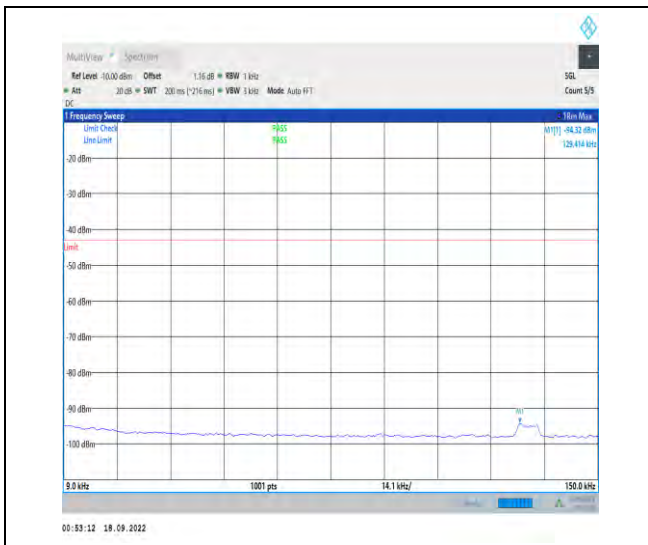 MultiView Spectrum
Ref Level -10.00 dBm Offset 1.16 dB RBW 1 kHz SGL
Att 20 dB SWT 200 ms (~216 ms) VBW 3 kHz Mode Auto FFT Count 5/5
DC
1 Frequency Sweep 1Rm Max
Limit Check PASS M1[1] -94.32 dBm
Line Limit PASS 129.414 kHz
-20 dBm
-30 dBm
-40 dBm
Limit
-50 dBm
-60 dBm
-70 dBm
-80 dBm
-90 dBm
M1
-100 dBm
9.0 kHz 1001 pts 14.1 kHz/ 150.0 kHz
00:53:12 18.09.2022